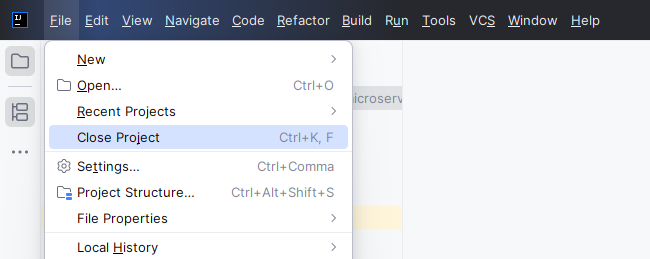 IJ
File Edit View Navigate Code Refactor Build Run Tools VCS Window Help
New
Open... Ctrl+O
Recent Projects
Close Project Ctrl+K, F
Settings... Ctrl+Comma
Project Structure... Ctrl+Alt+Shift+S
File Properties
Local History